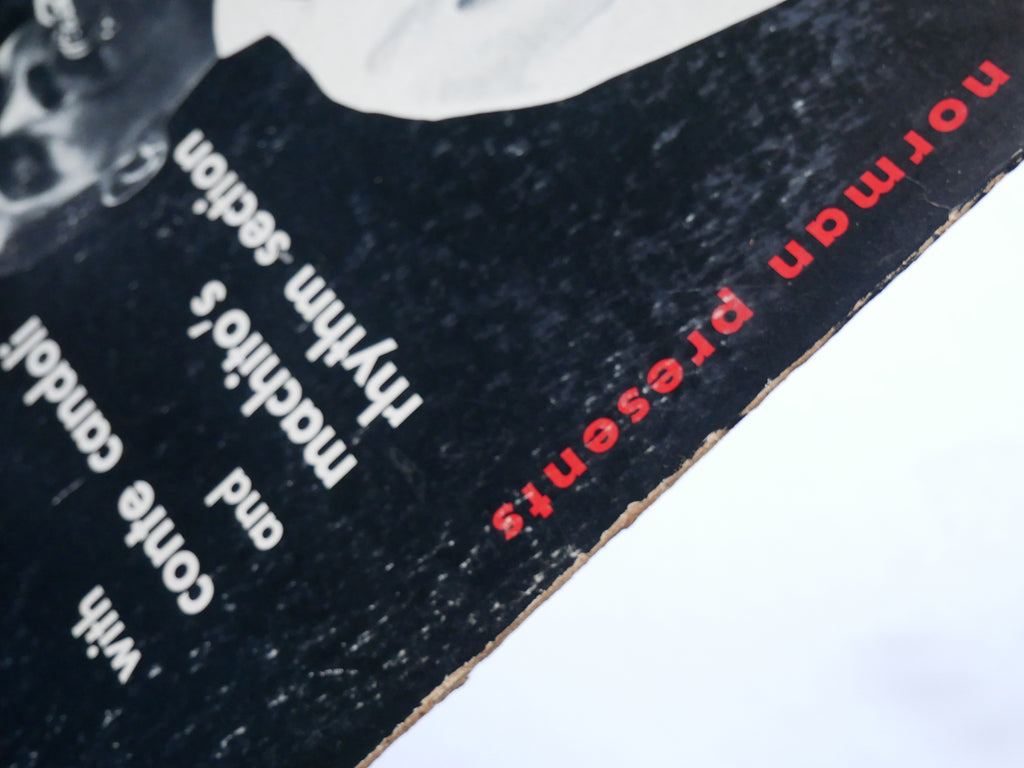 norman presents
with
conte candoli
and
machito's
rhythm section